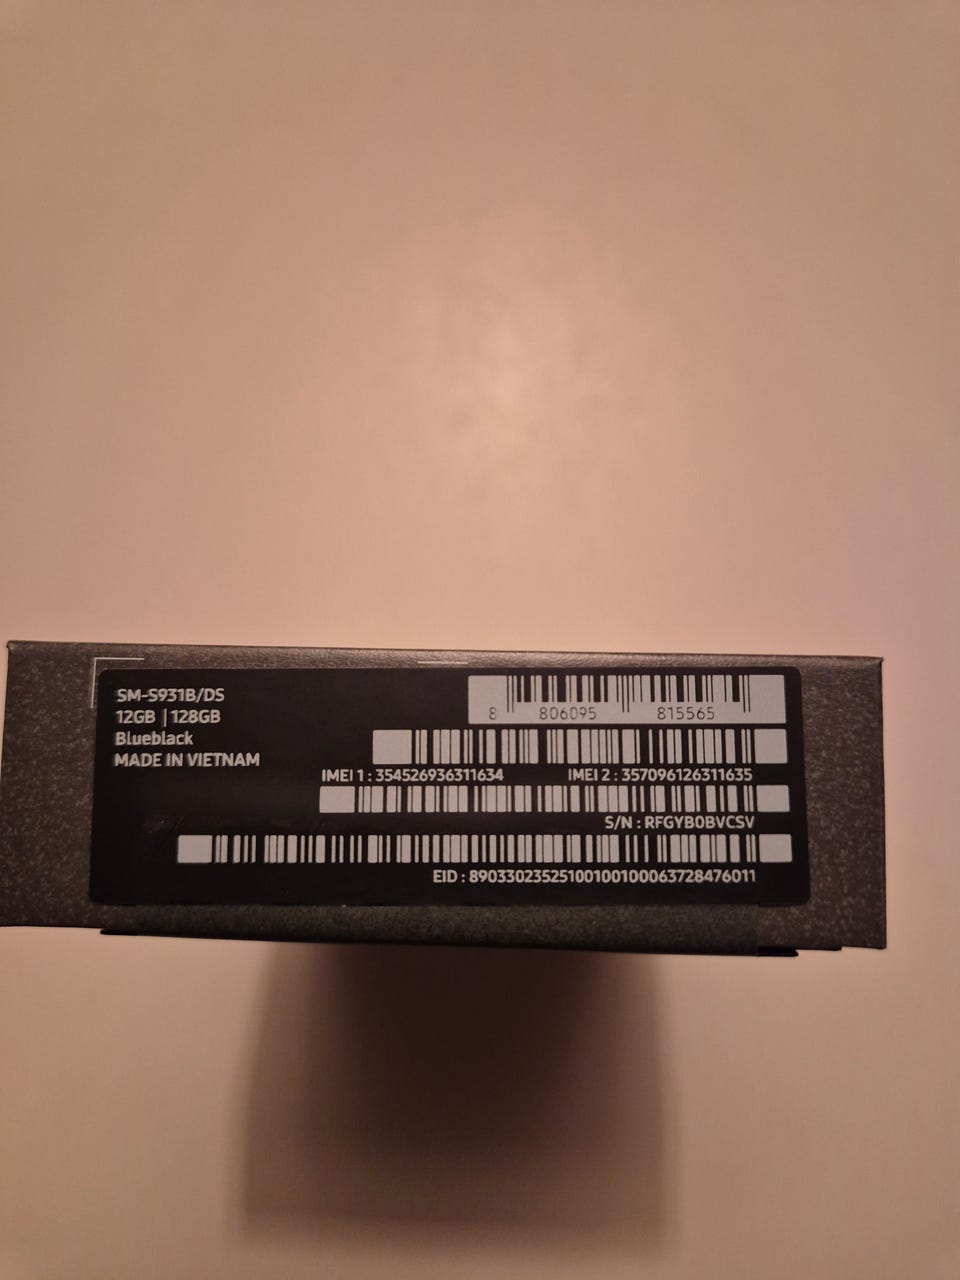 SM-S931B/DS
12GB | 128GB
Blueblack
MADE IN VIETNAM
8 806095 815565
IMEI 1 : 354526936311634 IMEI 2 : 357096126311635
S/N : RFGYB0BVCSV
EID : 89033023525100100100063728476011